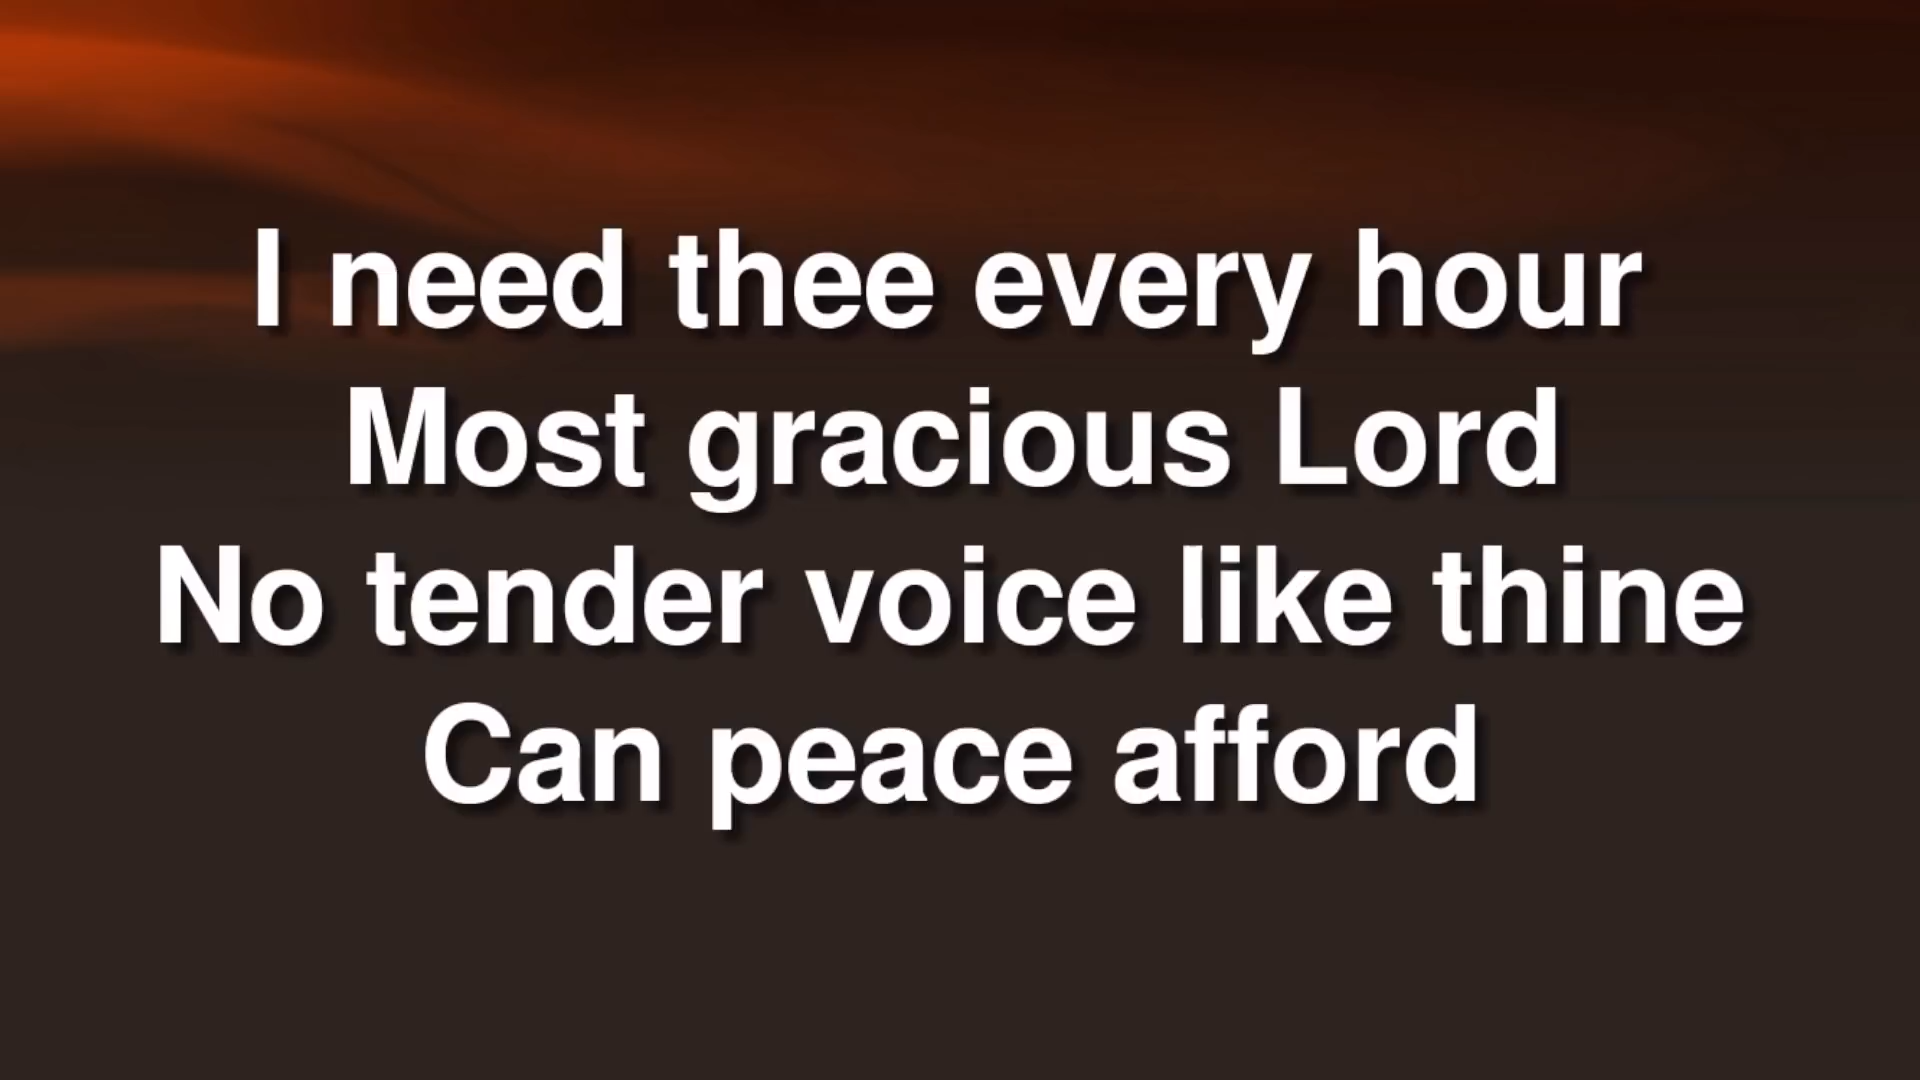 I need thee every hour
Most gracious Lord
No tender voice like thine
Can peace afford